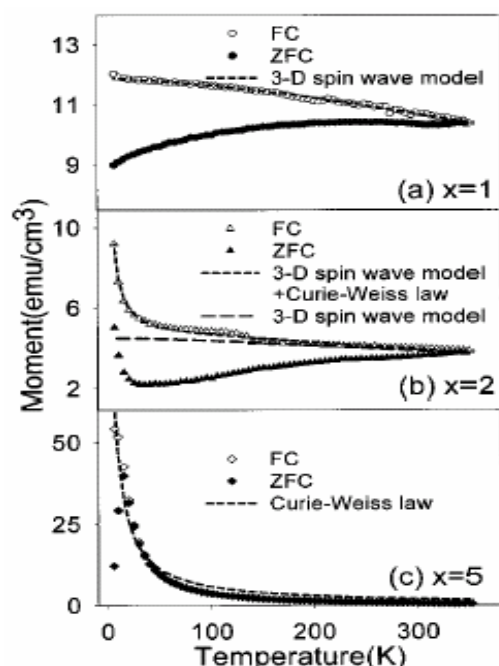 Moment(emu/cm³)
13
11
9
FC
ZFC
3-D spin wave model
(a) x=1
10
6
2
FC
ZFC
3-D spin wave model
+Curie-Weiss law
3-D spin wave model
(b) x=2
50
25
0
FC
ZFC
Curie-Weiss law
(c) x=5
0 100 200 300
Temperature(K)